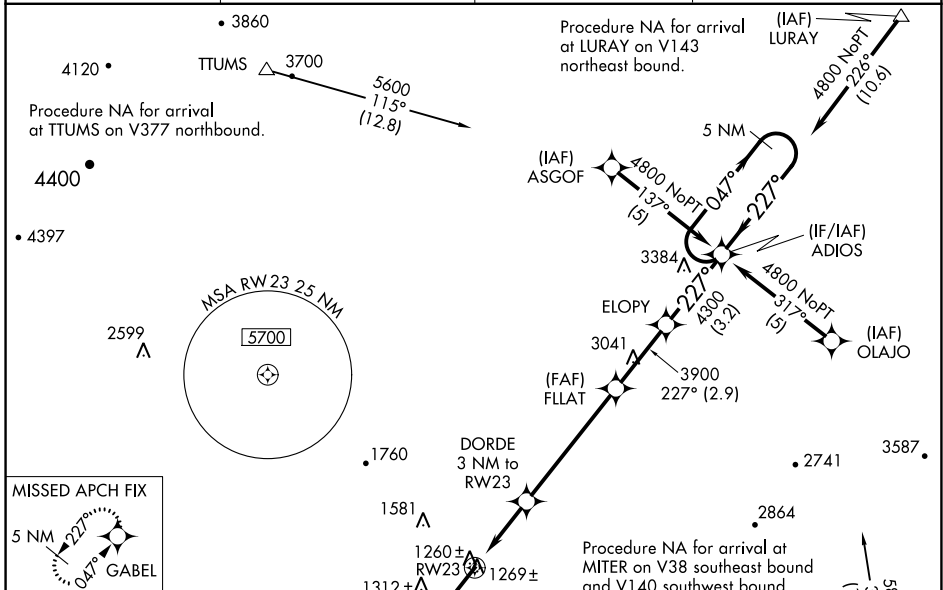 3860
4120
TTUMS
3700
5600
115°
(12.8)
Procedure NA for arrival
at TTUMS on V377 northbound.
4400
4397
Procedure NA for arrival
at LURAY on V143
northeast bound.
(IAF)
LURAY
4800 NoPT
226°
(10.6)
5 NM
(IAF)
ASGOF
4800 NoPT
137°
(5)
047°
227°
(IF/IAF)
ADIOS
3384
227°
4300
(3.2)
4800 NoPT
317°
(5)
(IAF)
OLAJO
MSA RW23 25 NM
5700
2599
ELOPY
3041
(FAF)
FLLAT
3900
227° (2.9)
1760
DORDE
3 NM to
RW23
2741
3587
2864
1581
MISSED APCH FIX
5 NM
227°
047°
GABEL
1260±
RW23
1269±
1312±
Procedure NA for arrival at
MITER on V38 southeast bound
and V140 southwest bound